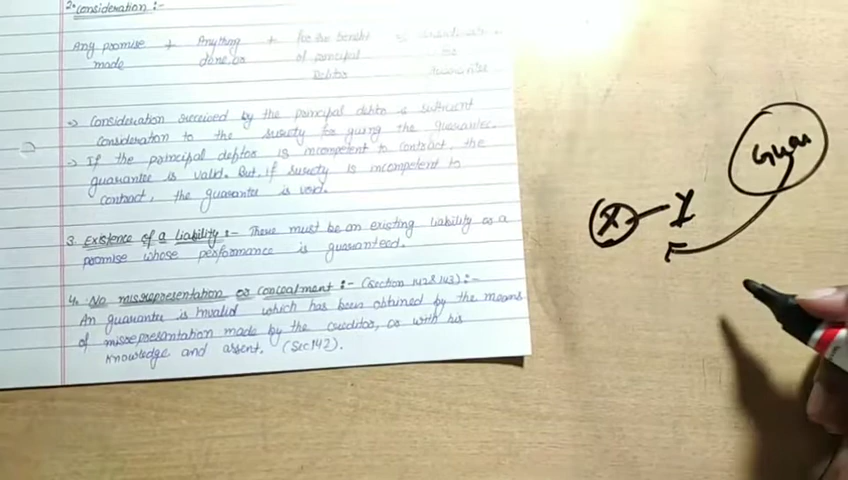 2. Consideration :-
Any promise + Anything + for the benefit
made done, or of principal
Debtor
-> Consideration received by the principal debtor is sufficient
consideration to the surety for giving the guarantee.
-> If the principal debtor is incompetent to contract, the
guarantee is valid. But, if surety is incompetent to
contract, the guarantee is void.
3. Existence of a liability :- There must be an existing liability or a
promise whose performance is guaranteed.
4. No misrepresentation or concealment :- (section 142 & 143) :-
An guarantee is invalid which has been obtained by the means
of misrepresentation made by the creditor, or with his
knowledge and assent. (Sec 142).
X Y